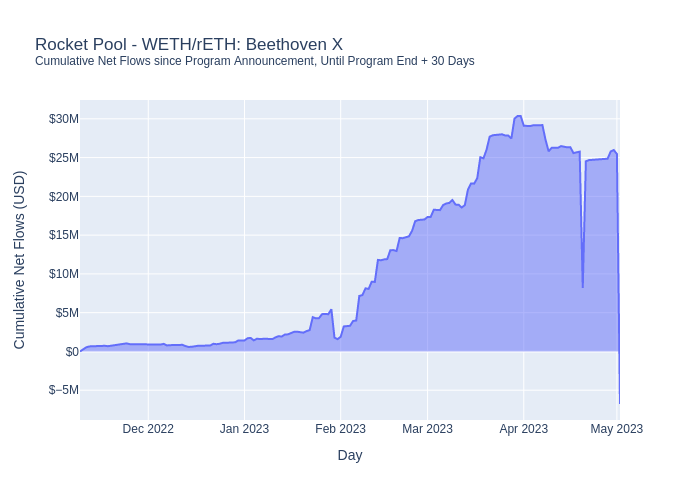 Rocket Pool - WETH/rETH: Beethoven X
Cumulative Net Flows since Program Announcement, Until Program End + 30 Days
Cumulative Net Flows (USD)
$30M
$25M
$20M
$15M
$10M
$5M
$0
$−5M
Dec 2022
Jan 2023
Feb 2023
Mar 2023
Apr 2023
May 2023
Day